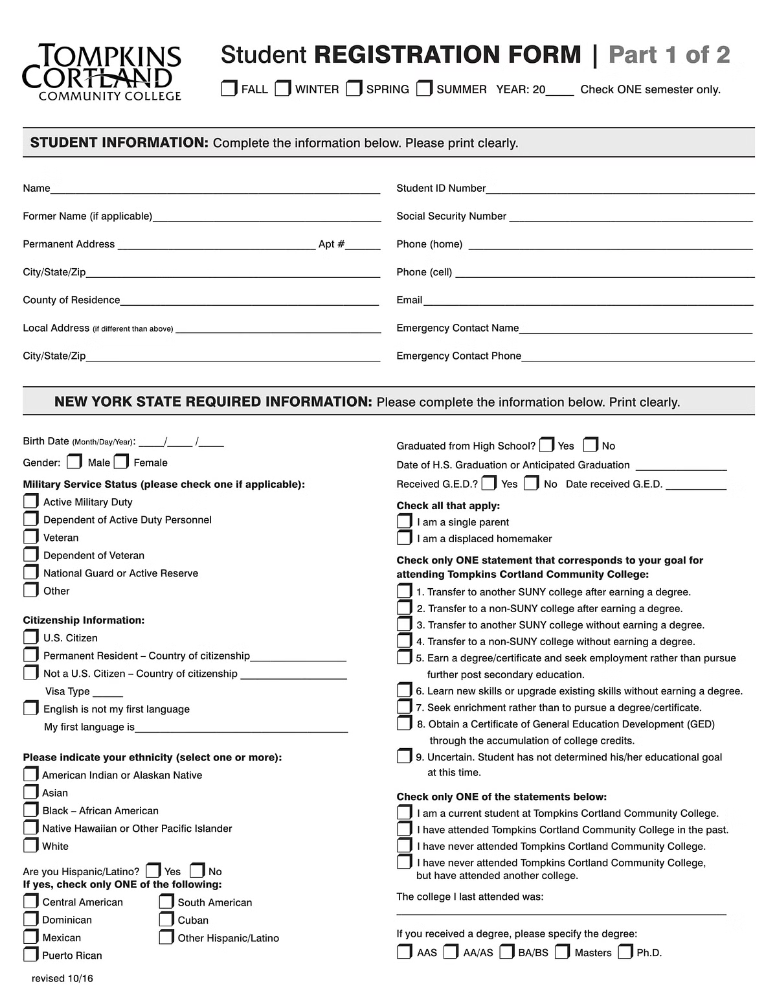 TOMPKINS
CORTLAND
COMMUNITY COLLEGE
Student REGISTRATION FORM | Part 1 of 2
FALL WINTER SPRING SUMMER YEAR: 20____ Check ONE semester only.
STUDENT INFORMATION: Complete the information below. Please print clearly.
Name
Former Name (if applicable)
Permanent Address Apt #
City/State/Zip
County of Residence
Local Address (if different than above)
City/State/Zip
Student ID Number
Social Security Number
Phone (home)
Phone (cell)
Email
Emergency Contact Name
Emergency Contact Phone
NEW YORK STATE REQUIRED INFORMATION: Please complete the information below. Print clearly.
Birth Date (Month/Day/Year): ____/____ /____
Gender: Male Female
Military Service Status (please check one if applicable):
Active Military Duty
Dependent of Active Duty Personnel
Veteran
Dependent of Veteran
National Guard or Active Reserve
Other
Citizenship Information:
U.S. Citizen
Permanent Resident – Country of citizenship
Not a U.S. Citizen – Country of citizenship
Visa Type
English is not my first language
My first language is
Please indicate your ethnicity (select one or more):
American Indian or Alaskan Native
Asian
Black – African American
Native Hawaiian or Other Pacific Islander
White
Are you Hispanic/Latino? Yes No
If yes, check only ONE of the following:
Central American South American
Dominican Cuban
Mexican Other Hispanic/Latino
Puerto Rican
revised 10/16
Graduated from High School? Yes No
Date of H.S. Graduation or Anticipated Graduation
Received G.E.D.? Yes No Date received G.E.D.
Check all that apply:
I am a single parent
I am a displaced homemaker
Check only ONE statement that corresponds to your goal for
attending Tompkins Cortland Community College:
1. Transfer to another SUNY college after earning a degree.
2. Transfer to a non-SUNY college after earning a degree.
3. Transfer to another SUNY college without earning a degree.
4. Transfer to a non-SUNY college without earning a degree.
5. Earn a degree/certificate and seek employment rather than pursue
further post secondary education.
6. Learn new skills or upgrade existing skills without earning a degree.
7. Seek enrichment rather than to pursue a degree/certificate.
8. Obtain a Certificate of General Education Development (GED)
through the accumulation of college credits.
9. Uncertain. Student has not determined his/her educational goal
at this time.
Check only ONE of the statements below:
I am a current student at Tompkins Cortland Community College.
I have attended Tompkins Cortland Community College in the past.
I have never attended Tompkins Cortland Community College.
I have never attended Tompkins Cortland Community College,
but have attended another college.
The college I last attended was:
If you received a degree, please specify the degree:
AAS AA/AS BA/BS Masters Ph.D.